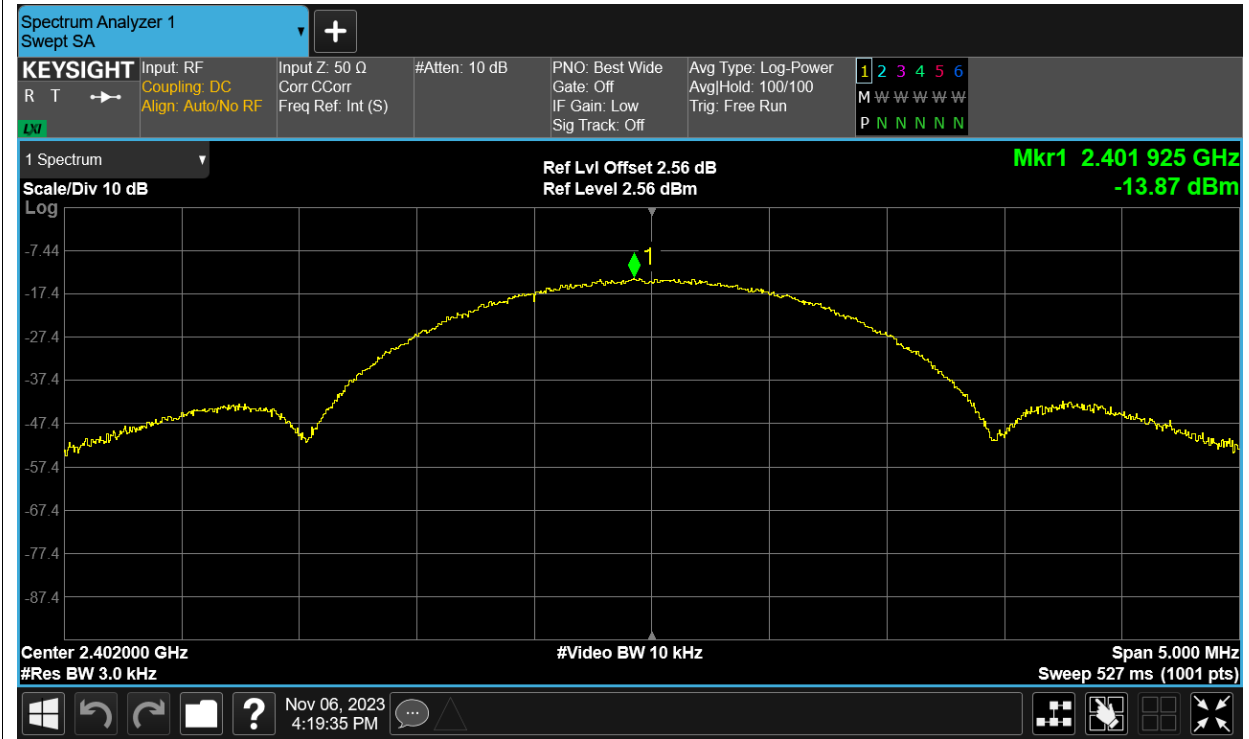 Spectrum Analyzer 1
Swept SA
KEYSIGHT
R T
LXI
Input: RF
Coupling: DC
Align: Auto/No RF
Input Z: 50 Ω
Corr CCorr
Freq Ref: Int (S)
#Atten: 10 dB
PNO: Best Wide
Gate: Off
IF Gain: Low
Sig Track: Off
Avg Type: Log-Power
Avg|Hold: 100/100
Trig: Free Run
1 2 3 4 5 6
M W W W W W
P N N N N N
1 Spectrum
Scale/Div 10 dB
Log
Ref Lvl Offset 2.56 dB
Ref Level 2.56 dBm
Mkr1 2.401 925 GHz
-13.87 dBm
1
-7.44
-17.4
-27.4
-37.4
-47.4
-57.4
-67.4
-77.4
-87.4
Center 2.402000 GHz
#Res BW 3.0 kHz
#Video BW 10 kHz
Span 5.000 MHz
Sweep 527 ms (1001 pts)
?
Nov 06, 2023
4:19:35 PM